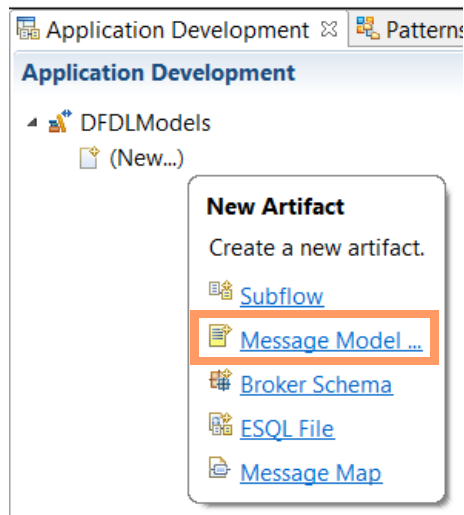 Application Development Patterns
Application Development
DFDLModels
(New...)
New Artifact
Create a new artifact.
Subflow
Message Model ...
Broker Schema
ESQL File
Message Map